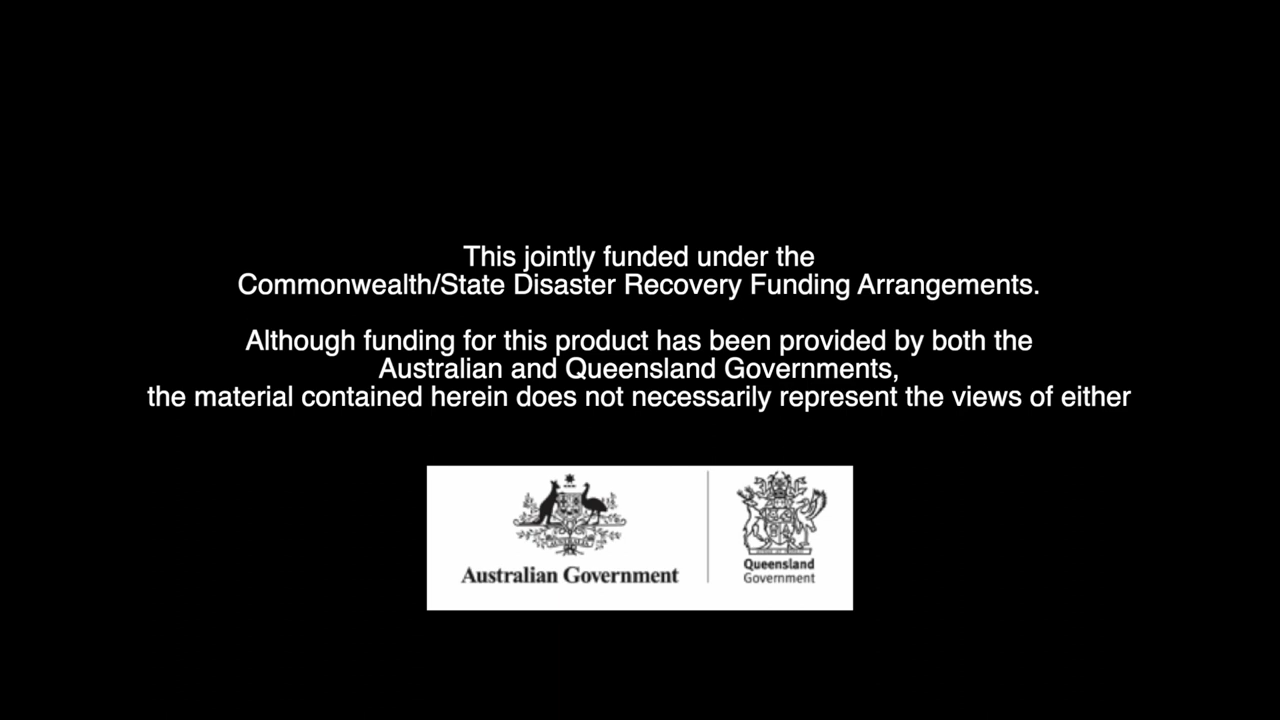 This jointly funded under the
Commonwealth/State Disaster Recovery Funding Arrangements.
Although funding for this product has been provided by both the
Australian and Queensland Governments,
the material contained herein does not necessarily represent the views of either
Australian Government
Queensland
Government